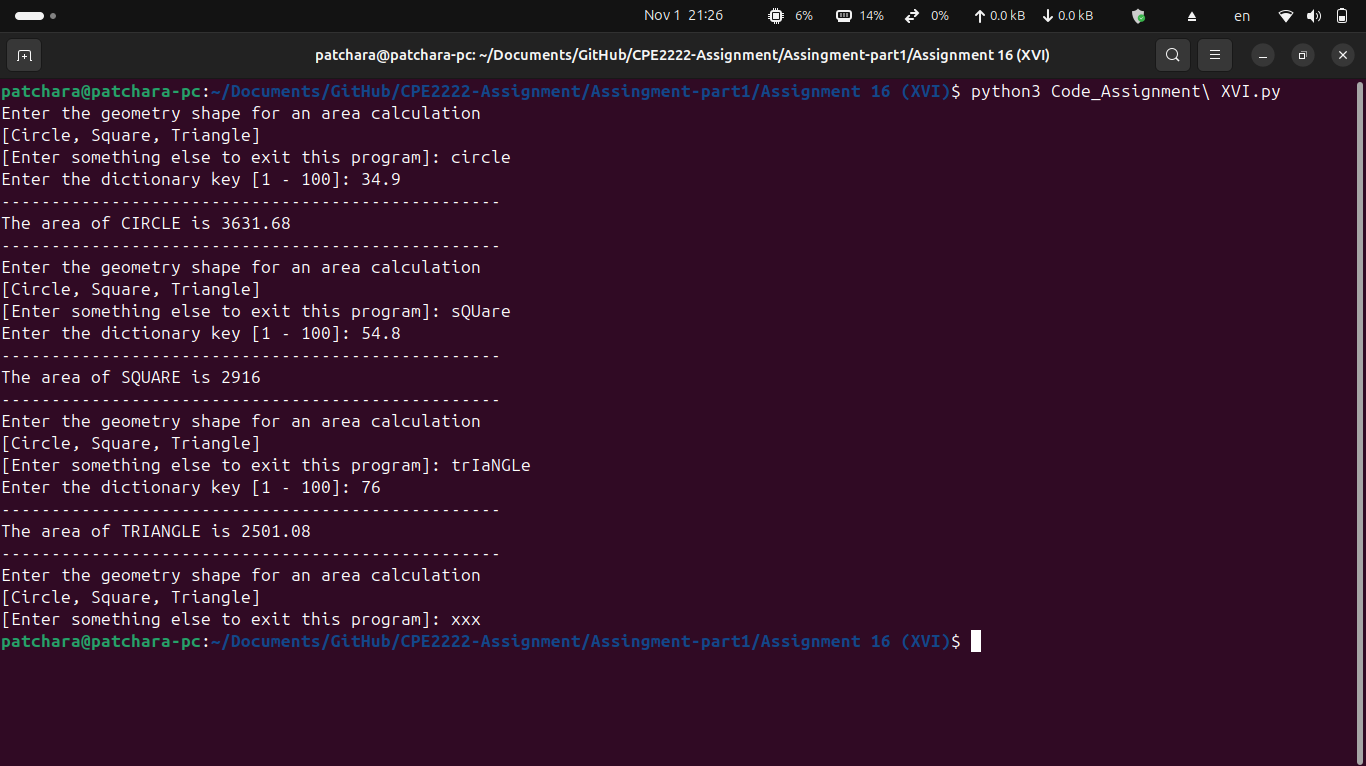 Nov 1 21:26 6% 14% 0% 0.0 kB 0.0 kB en
patchara@patchara-pc: ~/Documents/GitHub/CPE2222-Assignment/Assingment-part1/Assignment 16 (XVI)
patchara@patchara-pc:~/Documents/GitHub/CPE2222-Assignment/Assingment-part1/Assignment 16 (XVI)$ python3 Code_Assignment\ XVI.py
Enter the geometry shape for an area calculation
[Circle, Square, Triangle]
[Enter something else to exit this program]: circle
Enter the dictionary key [1 - 100]: 34.9
--------------------------------------------------
The area of CIRCLE is 3631.68
--------------------------------------------------
Enter the geometry shape for an area calculation
[Circle, Square, Triangle]
[Enter something else to exit this program]: sQUare
Enter the dictionary key [1 - 100]: 54.8
--------------------------------------------------
The area of SQUARE is 2916
--------------------------------------------------
Enter the geometry shape for an area calculation
[Circle, Square, Triangle]
[Enter something else to exit this program]: trIaNGLe
Enter the dictionary key [1 - 100]: 76
--------------------------------------------------
The area of TRIANGLE is 2501.08
--------------------------------------------------
Enter the geometry shape for an area calculation
[Circle, Square, Triangle]
[Enter something else to exit this program]: xxx
patchara@patchara-pc:~/Documents/GitHub/CPE2222-Assignment/Assingment-part1/Assignment 16 (XVI)$